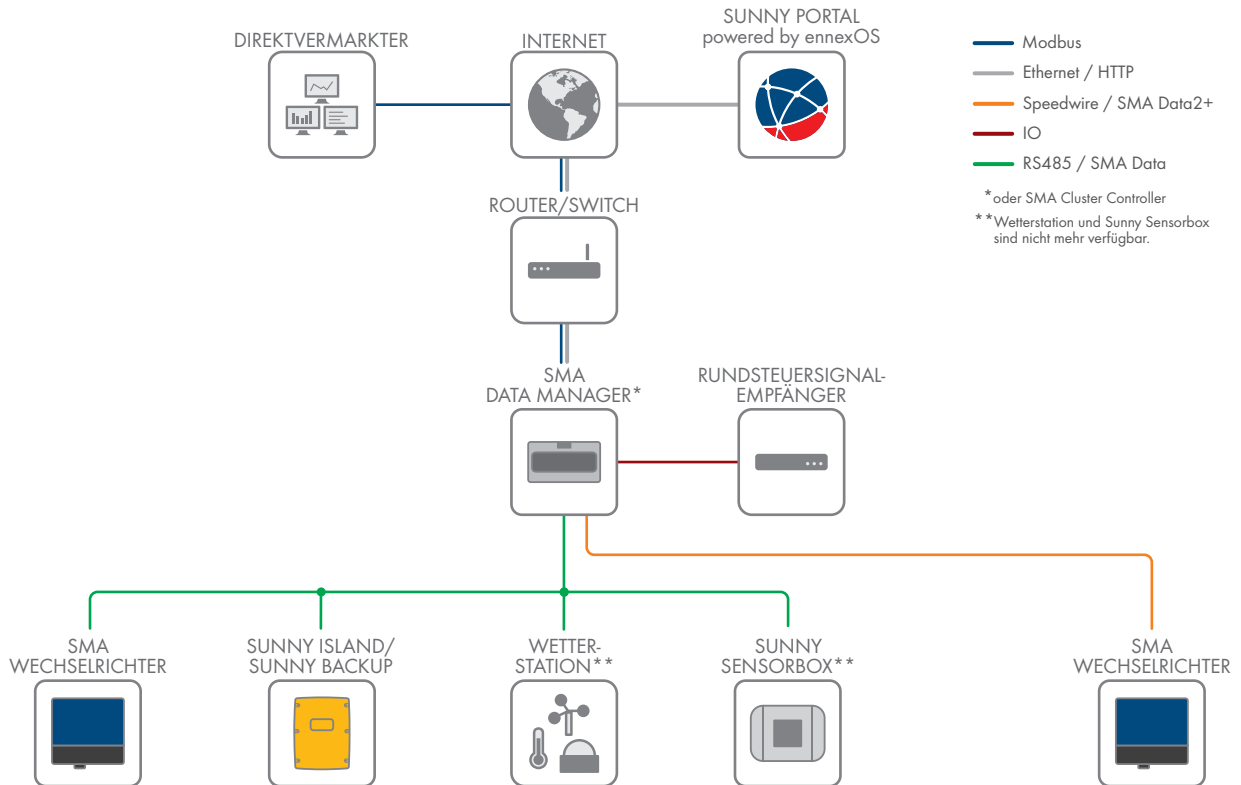 DIREKTVERMARKTER
INTERNET
SUNNY PORTAL
powered by ennexOS
Modbus
Ethernet / HTTP
Speedwire / SMA Data2+
IO
RS485 / SMA Data
*oder SMA Cluster Controller
**Wetterstation und Sunny Sensorbox
sind nicht mehr verfügbar.
ROUTER/SWITCH
SMA
DATA MANAGER*
RUNDSTEUERSIGNAL-
EMPFÄNGER
SMA
WECHSELRICHTER
SUNNY ISLAND/
SUNNY BACKUP
WETTER-
STATION**
SUNNY
SENSORBOX**
SMA
WECHSELRICHTER